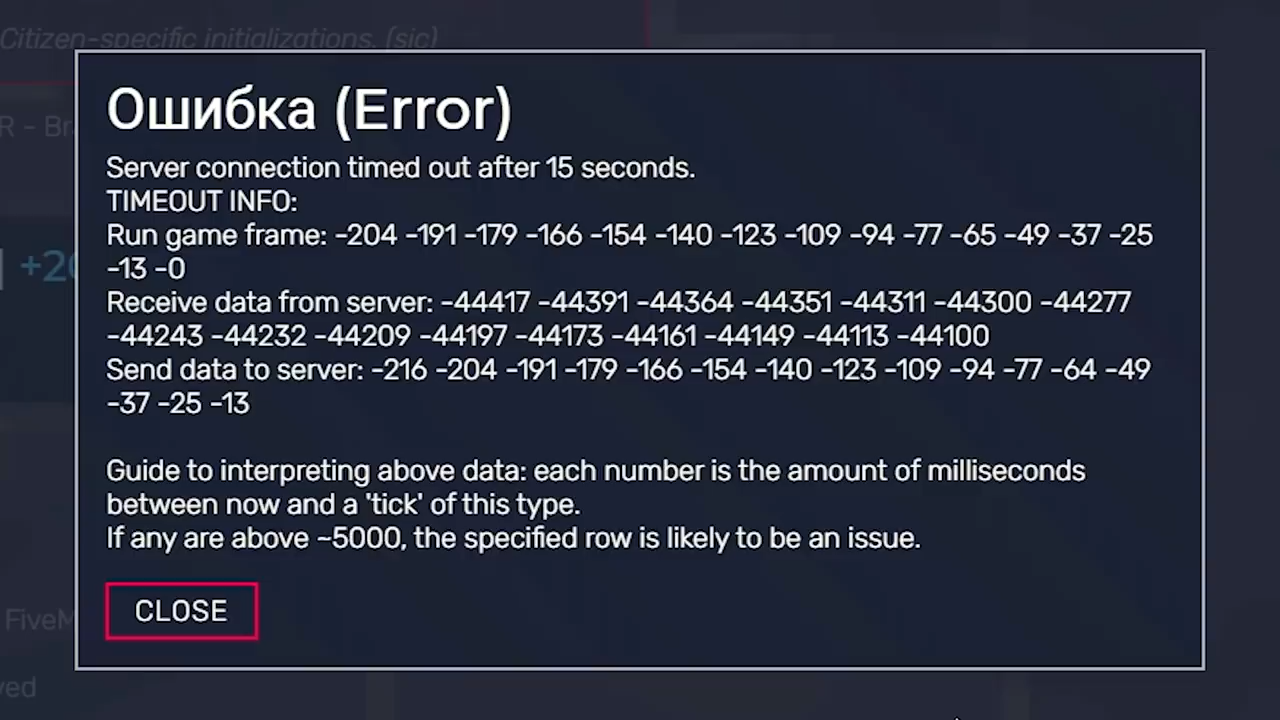 Citizen-specific initializations. (sic)
Ошибка (Error)
Server connection timed out after 15 seconds.
TIMEOUT INFO:
Run game frame: -204 -191 -179 -166 -154 -140 -123 -109 -94 -77 -65 -49 -37 -25
-13 -0
Receive data from server: -44417 -44391 -44364 -44351 -44311 -44300 -44277
-44243 -44232 -44209 -44197 -44173 -44161 -44149 -44113 -44100
Send data to server: -216 -204 -191 -179 -166 -154 -140 -123 -109 -94 -77 -64 -49
-37 -25 -13
Guide to interpreting above data: each number is the amount of milliseconds
between now and a 'tick' of this type.
If any are above ~5000, the specified row is likely to be an issue.
CLOSE